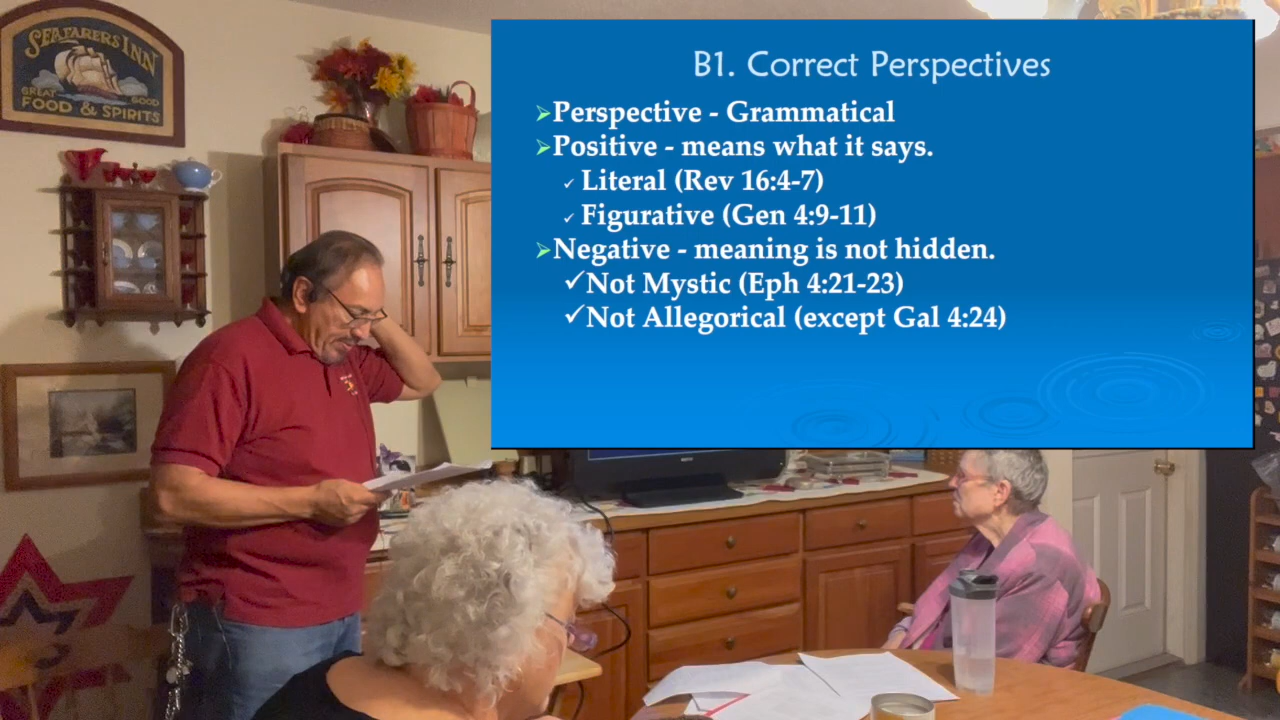 SEAFARERS INN
GREAT GOOD
FOOD & SPIRITS
B1. Correct Perspectives
Perspective - Grammatical
Positive - means what it says.
Literal (Rev 16:4-7)
Figurative (Gen 4:9-11)
Negative - meaning is not hidden.
Not Mystic (Eph 4:21-23)
Not Allegorical (except Gal 4:24)